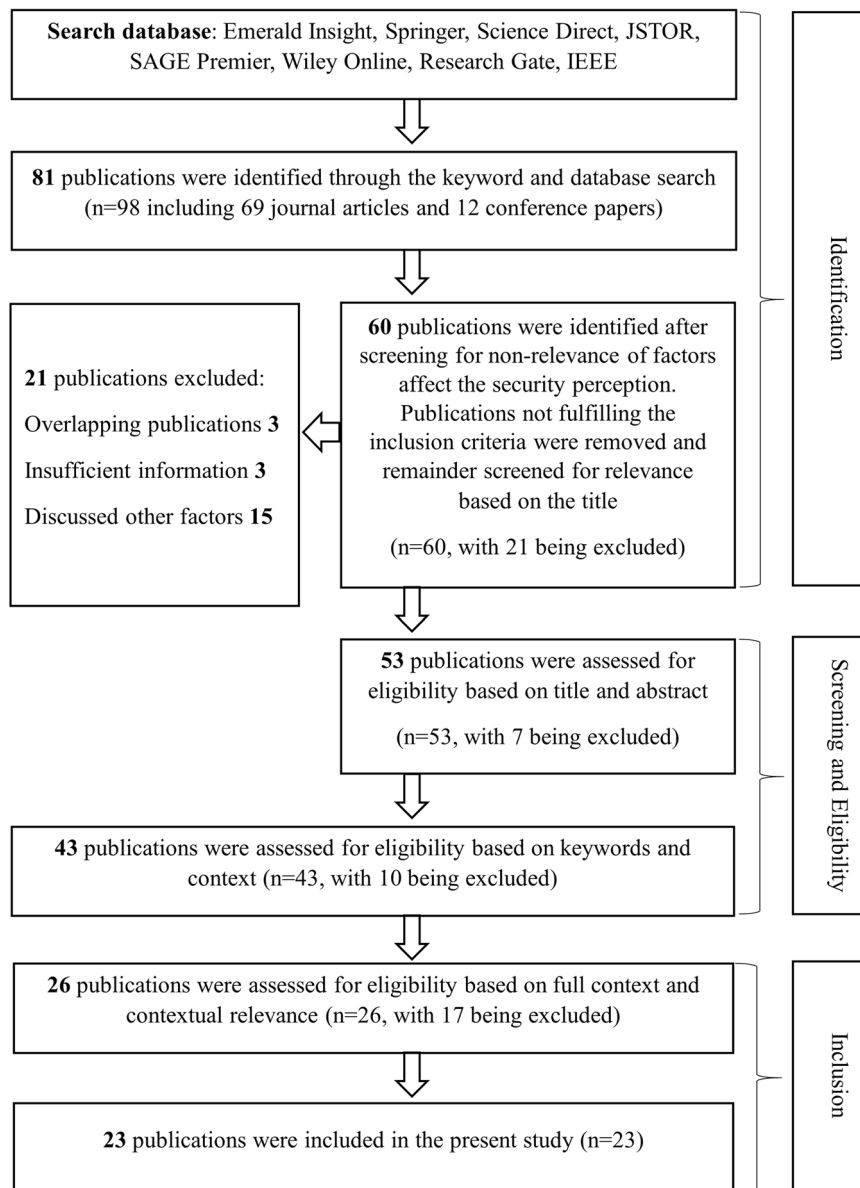 Search database: Emerald Insight, Springer, Science Direct, JSTOR,
SAGE Premier, Wiley Online, Research Gate, IEEE
81 publications were identified through the keyword and database search
(n=98 including 69 journal articles and 12 conference papers)
Identification
21 publications excluded:
Overlapping publications 3
Insufficient information 3
Discussed other factors 15
60 publications were identified after
screening for non-relevance of factors
affect the security perception.
Publications not fulfilling the
inclusion criteria were removed and
remainder screened for relevance
based on the title
(n=60, with 21 being excluded)
53 publications were assessed for
eligibility based on title and abstract
(n=53, with 7 being excluded)
Screening and Eligibility
43 publications were assessed for eligibility based on keywords and
context (n=43, with 10 being excluded)
26 publications were assessed for eligibility based on full context and
contextual relevance (n=26, with 17 being excluded)
Inclusion
23 publications were included in the present study (n=23)